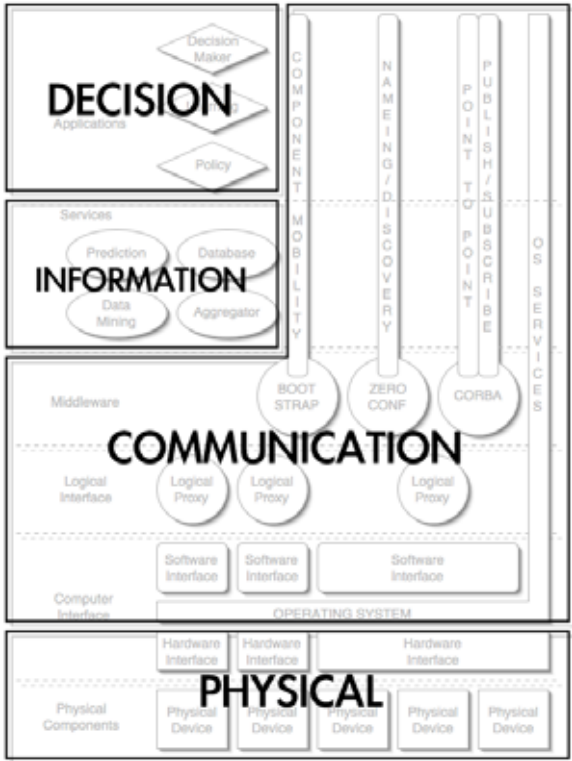 Decision
Maker
DECISION
Applications
Policy
Services
Prediction
Database
INFORMATION
Data
Mining
Aggregator
COMPONENT MOBILITY
NAMEING/DISCOVERY
POINT TO POINT
PUBLISH/SUBSCRIBE
OS SERVICES
Middleware
BOOT
STRAP
ZERO
CONF
CORBA
COMMUNICATION
Logical
Interface
Logical
Proxy
Logical
Proxy
Logical
Proxy
Computer
Interface
Software
Interface
Software
Interface
Software
Interface
OPERATING SYSTEM
Hardware
Interface
Hardware
Interface
Hardware
Interface
PHYSICAL
Physical
Components
Physical
Device
Physical
Device
Physical
Device
Physical
Device
Physical
Device